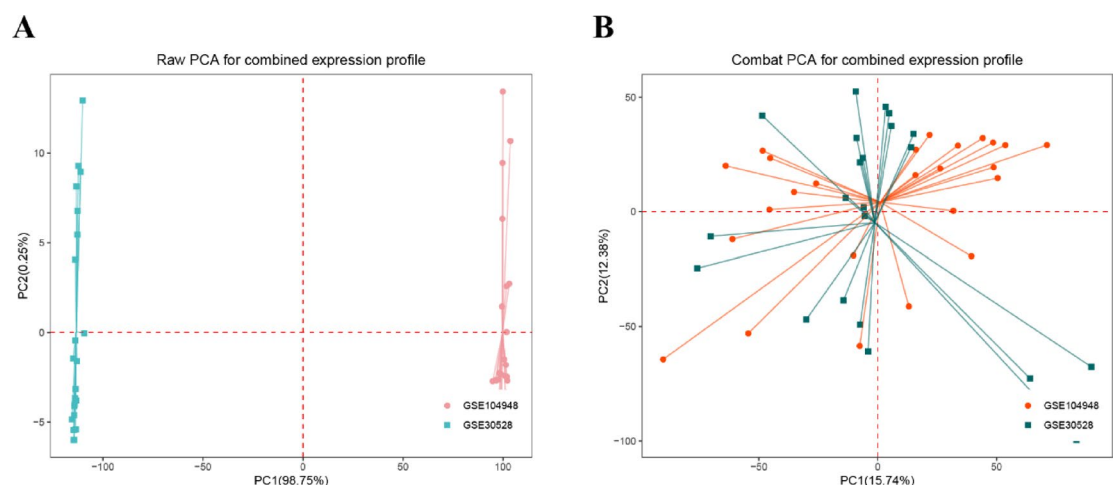 A
B
Raw PCA for combined expression profile
Combat PCA for combined expression profile
10
5
0
−5
PC2(0.25%)
GSE104948
GSE30528
−100
−50
0
50
100
PC1(98.75%)
50
0
−50
−100
PC2(12.38%)
GSE104948
GSE30528
−50
0
50
PC1(15.74%)